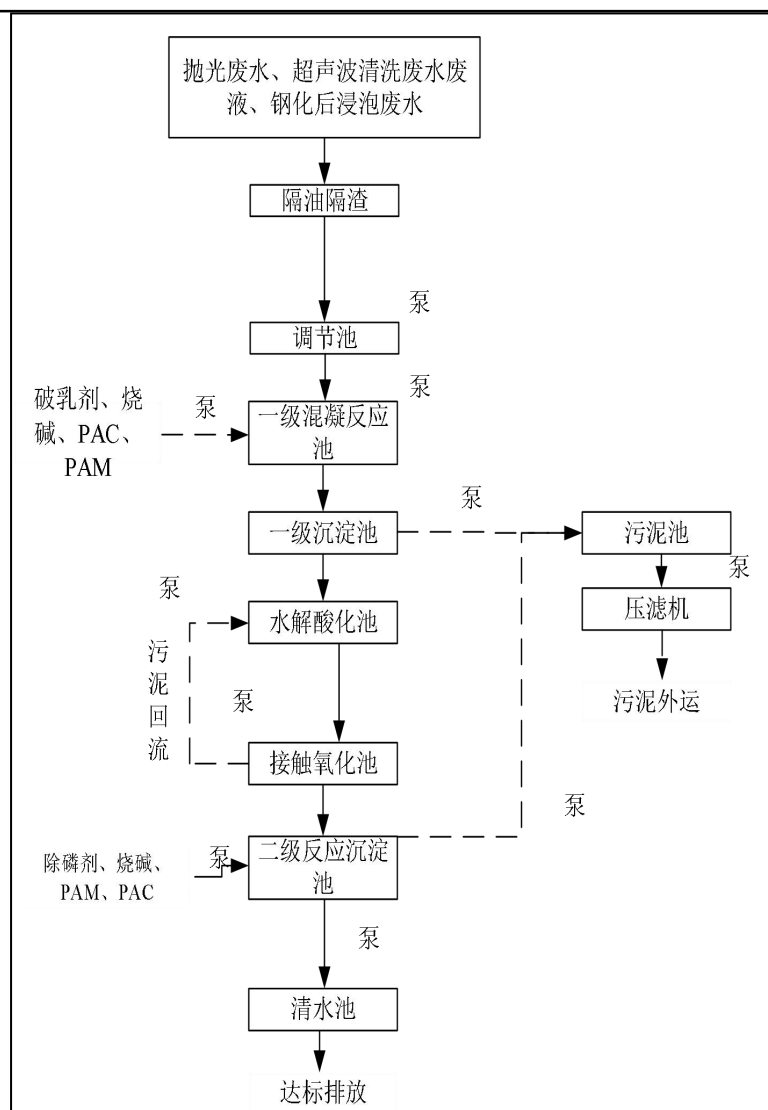 抛光废水、超声波清洗废水废
液、钢化后浸泡废水
隔油隔渣
泵
调节池
泵
破乳剂、烧
碱、PAC、
PAM
泵
一级混凝反应
池
泵
一级沉淀池
污泥池
泵
泵
水解酸化池
压滤机
污泥回流
泵
污泥外运
接触氧化池
泵
除磷剂、烧碱、
PAM、PAC
泵
二级反应沉淀
池
泵
清水池
达标排放